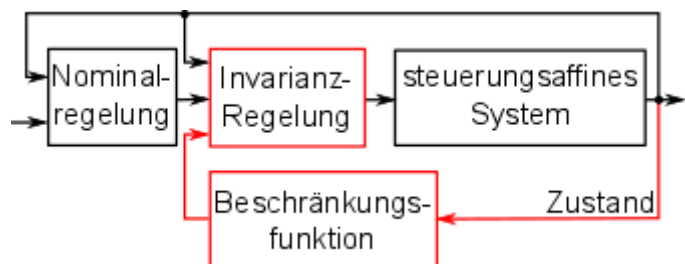 Nominal-
regelung
Invarianz-
Regelung
steuerungsaffines
System
Beschränkungs-
funktion
Zustand